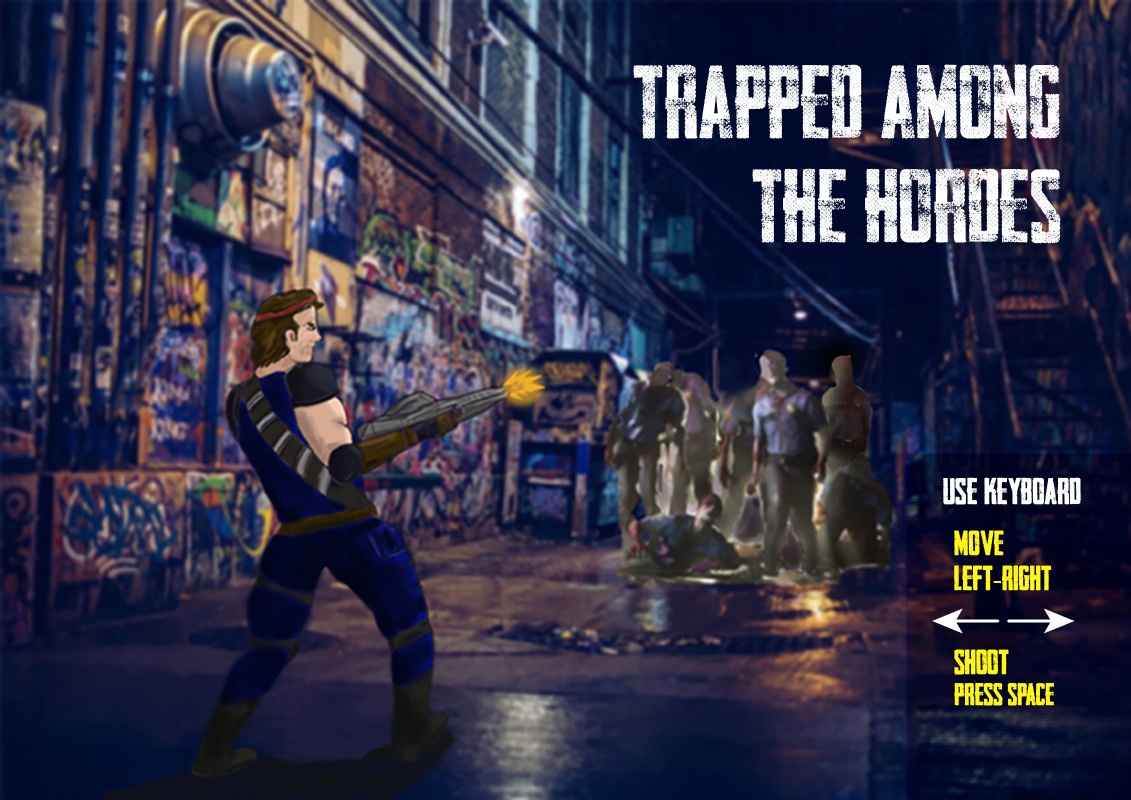 TRAPPED AMONG
THE HORDES
USE KEYBOARD
MOVE
LEFT-RIGHT
SHOOT
PRESS SPACE